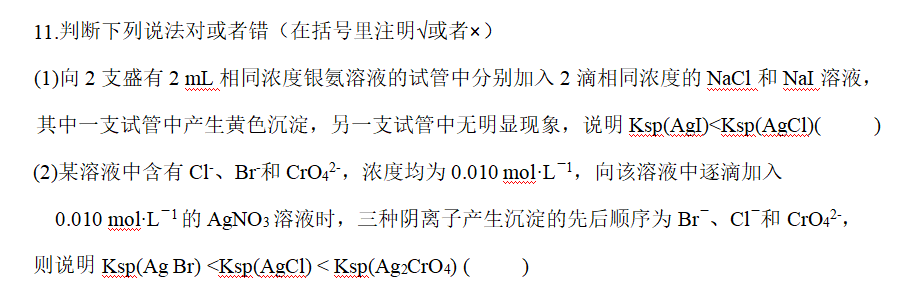 11.判断下列说法对或者错（在括号里注明√或者×）
(1)向 2 支盛有 2 mL 相同浓度银氨溶液的试管中分别加入 2 滴相同浓度的 NaCl 和 NaI 溶液，
其中一支试管中产生黄色沉淀，另一支试管中无明显现象，说明 Ksp(AgI)<Ksp(AgCl)( )
(2)某溶液中含有 Cl⁻、Br⁻和 CrO₄²⁻，浓度均为 0.010 mol·L⁻¹，向该溶液中逐滴加入
0.010 mol·L⁻¹的 AgNO₃ 溶液时，三种阴离子产生沉淀的先后顺序为 Br⁻、Cl⁻和 CrO₄²⁻，
则说明 Ksp(Ag Br) <Ksp(AgCl) < Ksp(Ag₂CrO₄) ( )